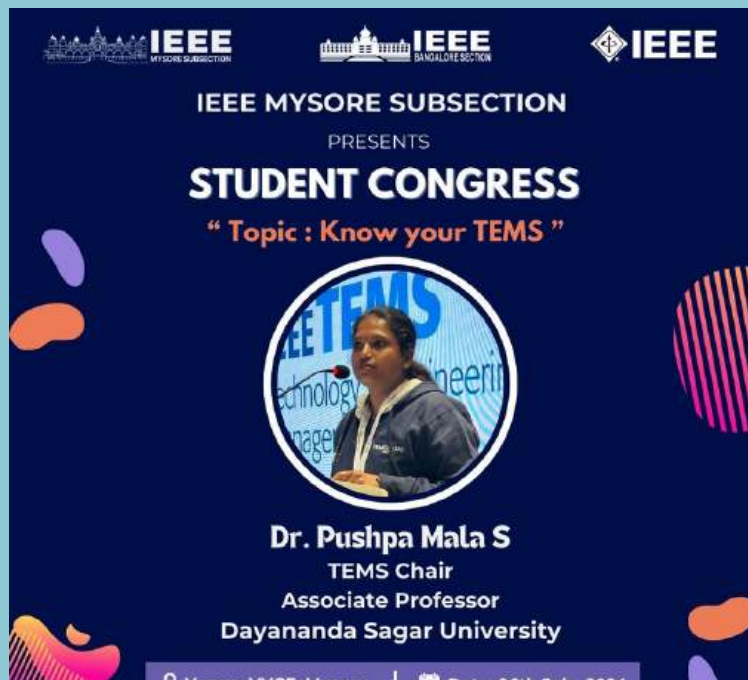 IEEE
MYSORE SUBSECTION
IEEE
BANGALORE SECTION
IEEE
IEEE MYSORE SUBSECTION
PRESENTS
STUDENT CONGRESS
“ Topic : Know your TEMS ”
TEMS
Dr. Pushpa Mala S
TEMS Chair
Associate Professor
Dayananda Sagar University